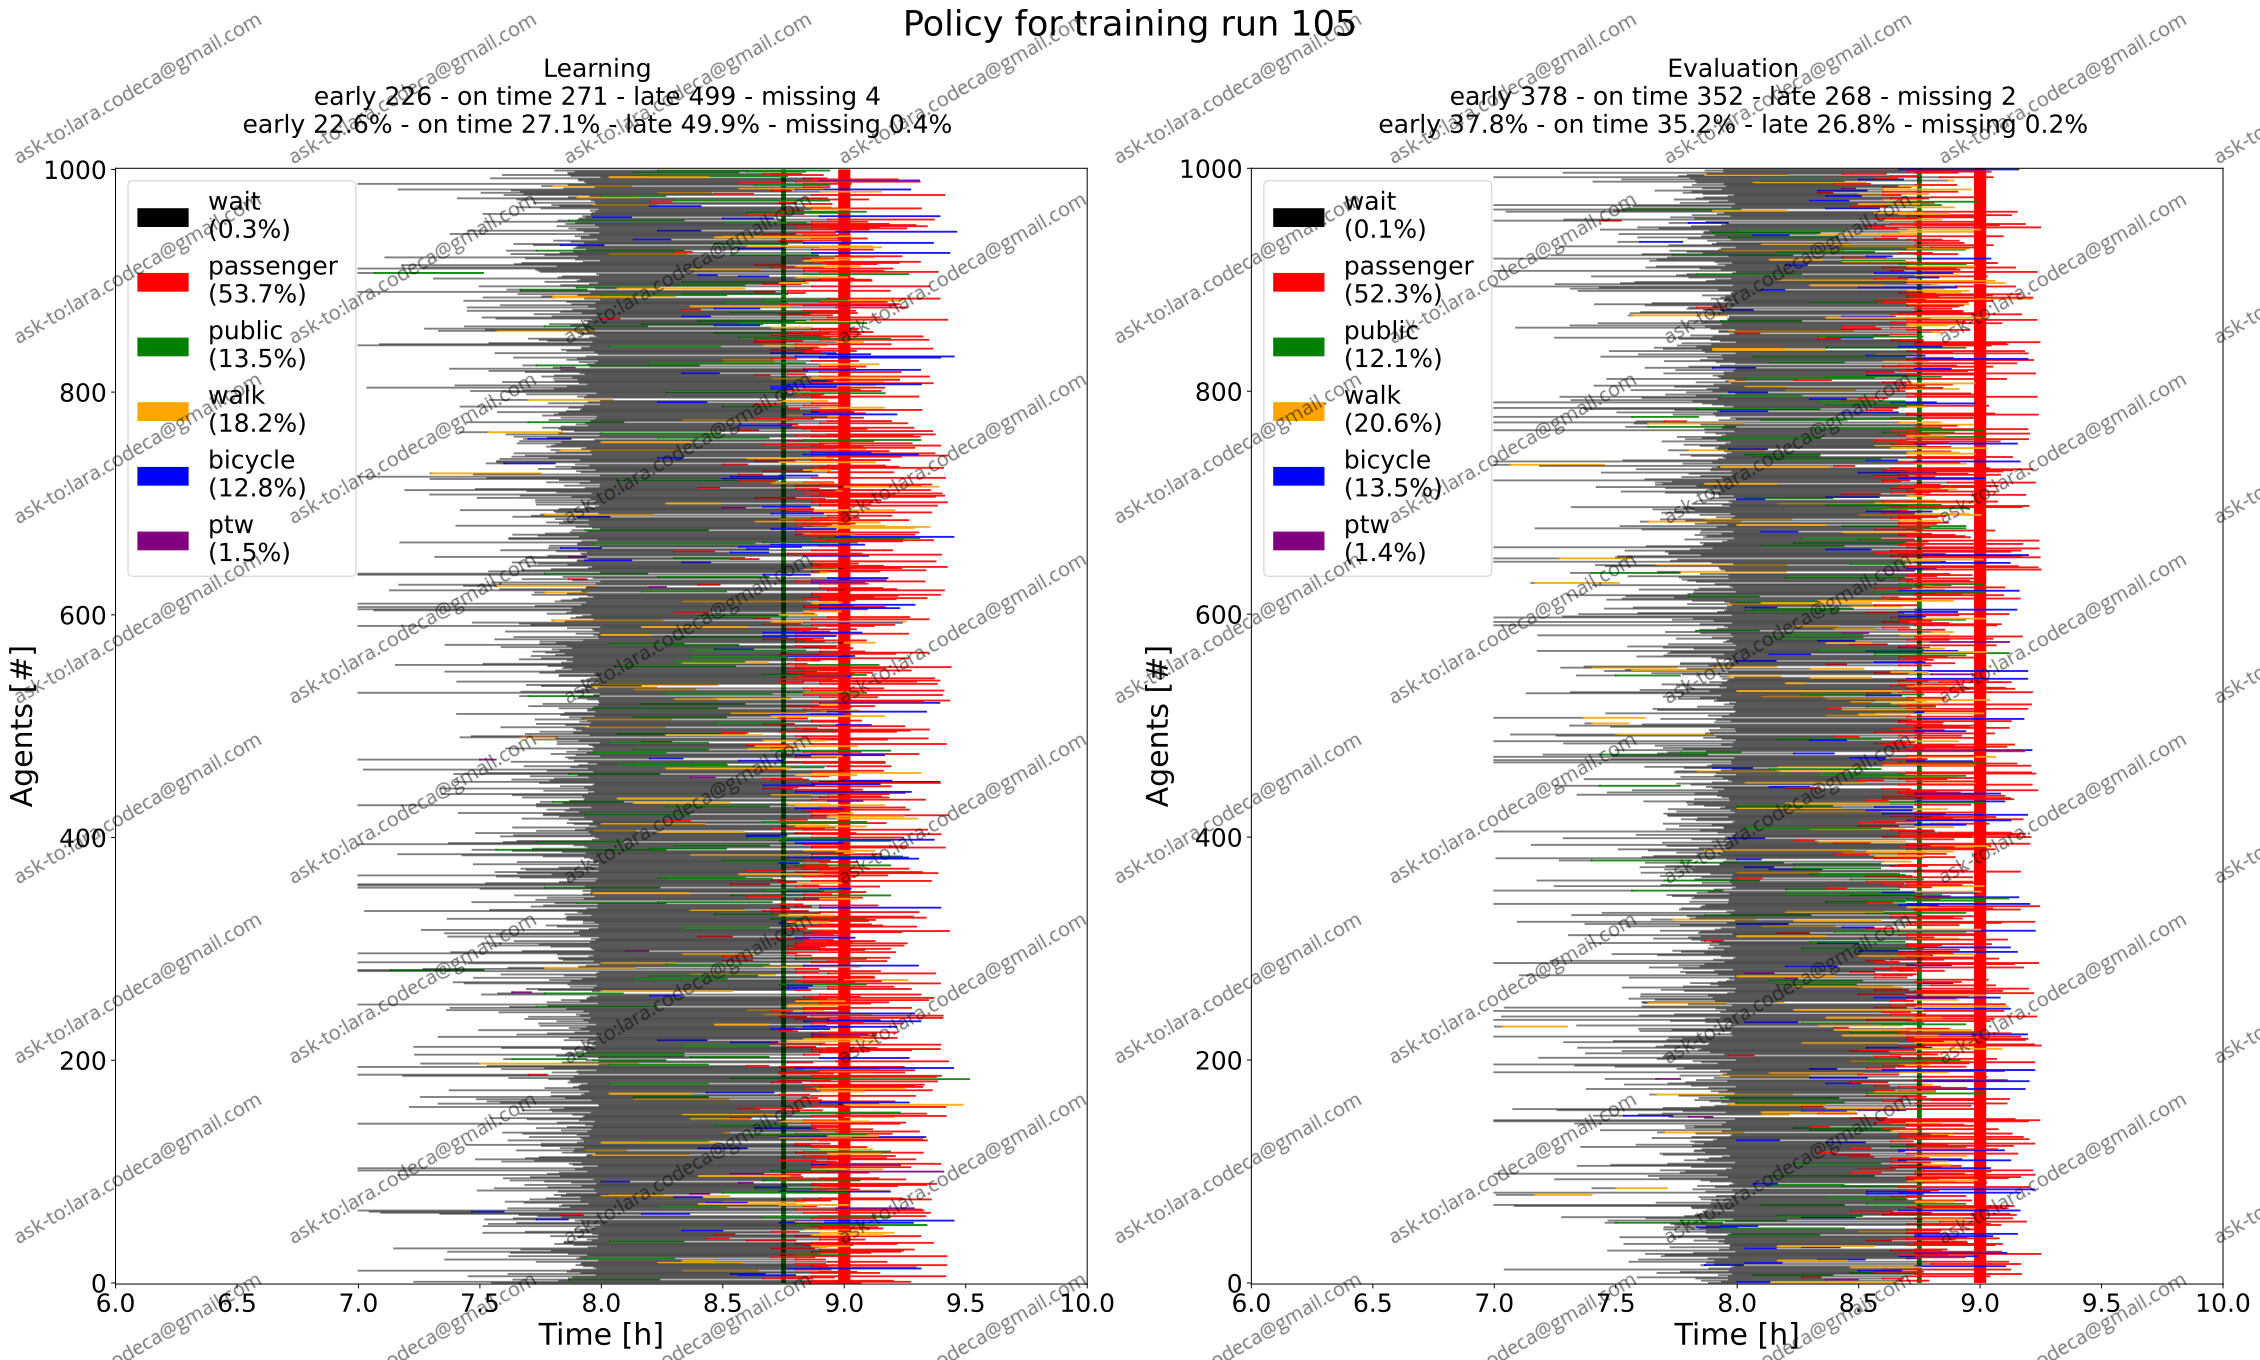 Policy for training run 105
Learning
early 226 - on time 271 - late 499 - missing 4
early 22.6% - on time 27.1% - late 49.9% - missing 0.4%
Agents [#]
1000
800
600
400
200
0
wait
(0.3%)
passenger
(53.7%)
public
(13.5%)
walk
(18.2%)
bicycle
(12.8%)
ptw
(1.5%)
6.0 6.5 7.0 7.5 8.0 8.5 9.0 9.5 10.0
Time [h]
Evaluation
early 378 - on time 352 - late 268 - missing 2
early 37.8% - on time 35.2% - late 26.8% - missing 0.2%
Agents [#]
1000
800
600
400
200
0
wait
(0.1%)
passenger
(52.3%)
public
(12.1%)
walk
(20.6%)
bicycle
(13.5%)
ptw
(1.4%)
6.0 6.5 7.0 7.5 8.0 8.5 9.0 9.5 10.0
Time [h]
ask-to:lara.codeca@gmail.com